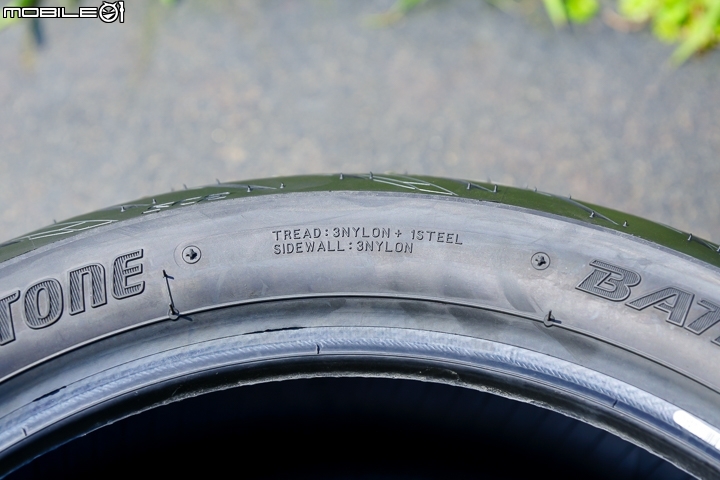 MOBILE01
TREAD:3NYLON + 1STEEL
SIDEWALL:3NYLON
TONE
BAT